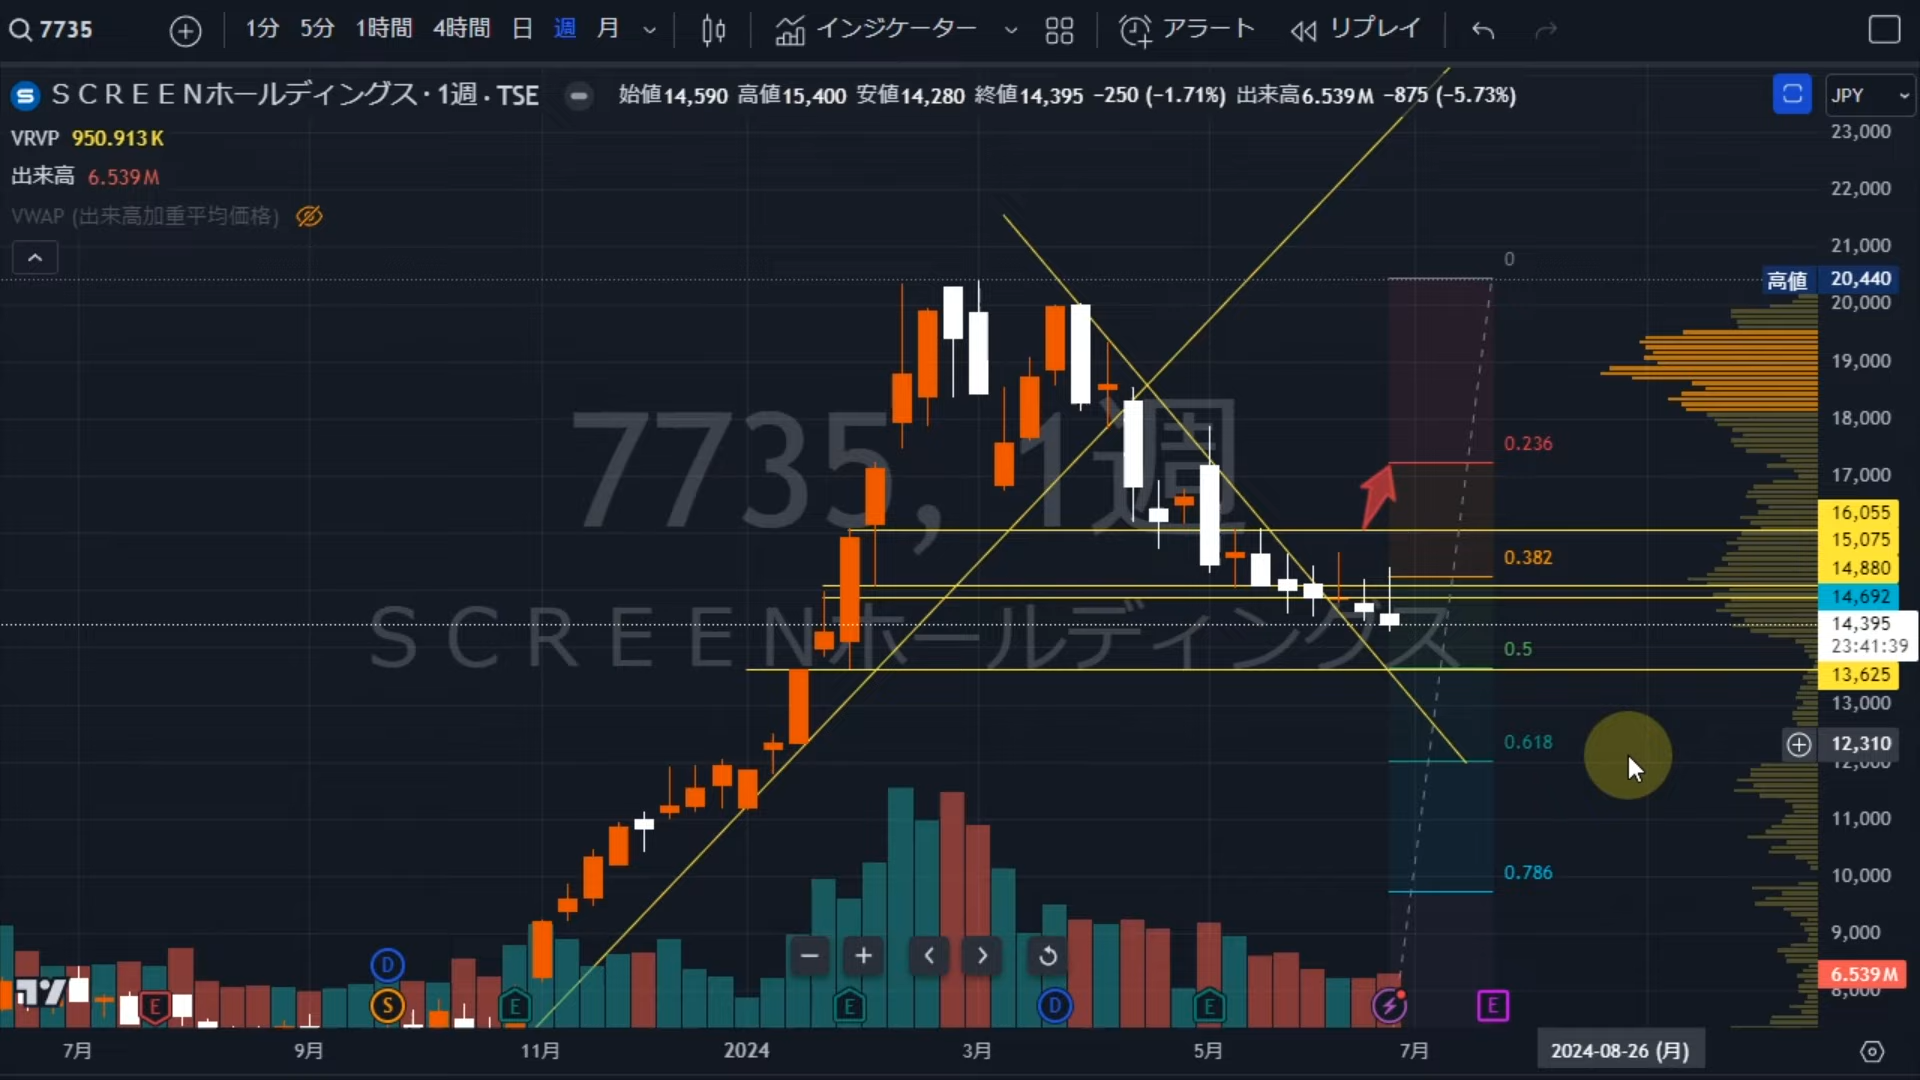 7735 1分 5分 1時間 4時間 日 週 月 インジケーター アラート リプレイ
S SCREENホールディングス・1週・TSE 始値14,590 高値15,400 安値14,280 終値14,395 −250 (−1.71%) 出来高6.539M −875 (−5.73%) JPY
VRVP 950.913K
出来高 6.539M
VWAP (出来高加重平均価格)
7735, 1週
SCREENホールディングス
0
0.236
0.382
0.5
0.618
0.786
23,000
22,000
21,000
高値 20,440
20,000
19,000
18,000
17,000
16,055
15,075
14,880
14,692
14,395
23:41:39
13,625
13,000
12,310
12,000
11,000
10,000
9,000
6.539M
8,000
E D S E E D E E
7月 9月 11月 2024 3月 5月 7月 2024-08-26 (月)